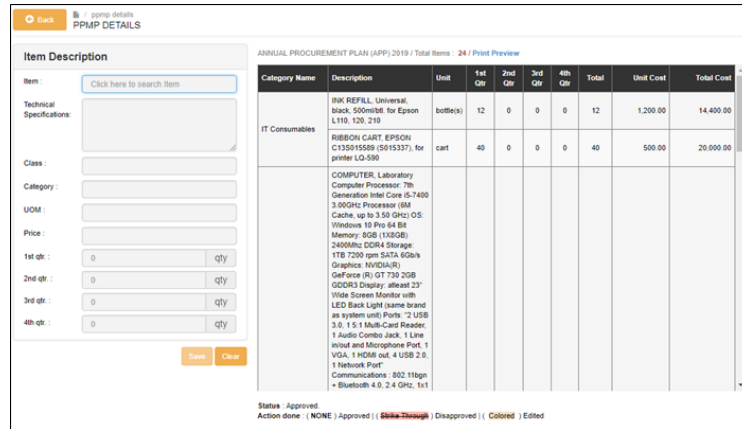 Back
/ ppmp details
PPMP DETAILS
Item Description
Item :
Click here to search Item
Technical
Specifications:
Class :
Category :
UOM :
Price :
1st qtr. :
0
qty
2nd qtr. :
0
qty
3rd qtr. :
0
qty
4th qtr. :
0
qty
Save
Clear
ANNUAL PROCUREMENT PLAN (APP) 2019 / Total Items : 24 / Print Preview
Category Name
Description
Unit
1st
Qtr
2nd
Qtr
3rd
Qtr
4th
Qtr
Total
Unit Cost
Total Cost
IT Consumables
INK REFILL, Universal,
black, 500ml/btl. for Epson
L110, 120, 210
bottle(s)
12
0
0
0
12
1,200.00
14,400.00
RIBBON CART, EPSON
C13S015589 (S015337), for
printer LQ-590
cart
40
0
0
0
40
500.00
20,000.00
COMPUTER, Laboratory
Computer Processor: 7th
Generation Intel Core i5-7400
3.00GHz Processor (6M
Cache, up to 3.50 GHz) OS:
Windows 10 Pro 64 Bit
Memory: 8GB (1X8GB)
2400Mhz DDR4 Storage:
1TB 7200 rpm SATA 6Gb/s
Graphics: NVIDIA(R)
GeForce (R) GT 730 2GB
GDDR3 Display: atleast 23"
Wide Screen Monitor with
LED Back Light (same brand
as system unit) Ports: "2 USB
3.0, 1 5:1 Multi-Card Reader,
1 Audio Combo Jack, 1 Line
in/out and Microphone Port, 1
VGA, 1 HDMI out, 4 USB 2.0,
1 Network Port"
Communications : 802.11bgn
+ Bluetooth 4.0, 2.4 GHz, 1x1
Status : Approved.
Action done : ( NONE ) Approved | ( Strike Through ) Disapproved | ( Colored ) Edited